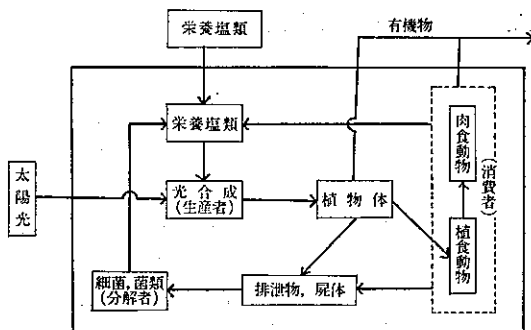 栄養塩類
有機物
栄養塩類
太陽光
光合成
(生産者)
植物体
肉食動物
(消費者)
植食動物
細菌,菌類
(分解者)
排泄物,屍体